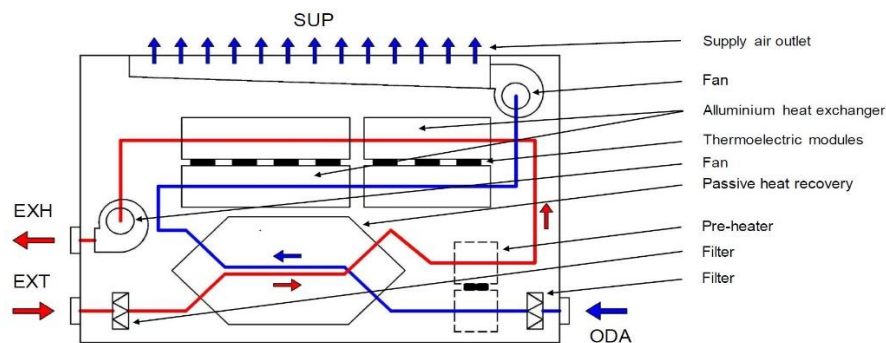 SUP
Supply air outlet
Fan
Alluminium heat exchanger
Thermoelectric modules
Fan
Passive heat recovery
EXH
Pre-heater
Filter
EXT
Filter
ODA